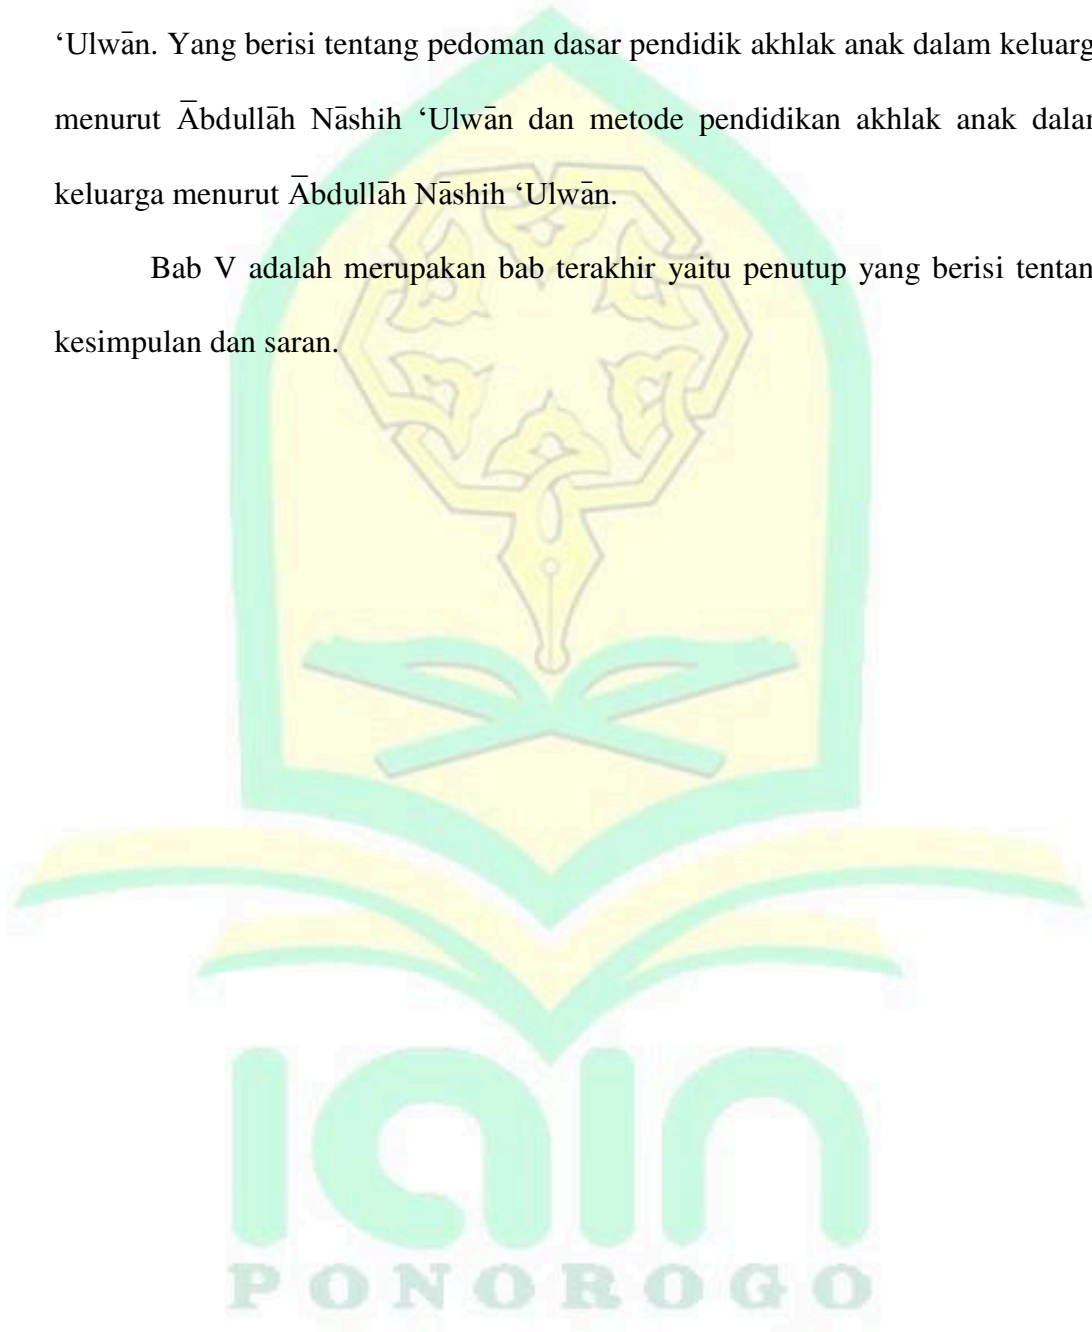 ‘Ulwān. Yang berisi tentang pedoman dasar pendidik akhlak anak dalam keluarg
menurut Ābdullāh Nāshih ‘Ulwān dan metode pendidikan akhlak anak dalan
keluarga menurut Ābdullāh Nāshih ‘Ulwān.
Bab V adalah merupakan bab terakhir yaitu penutup yang berisi tentan
kesimpulan dan saran.
iain
PONOROGO